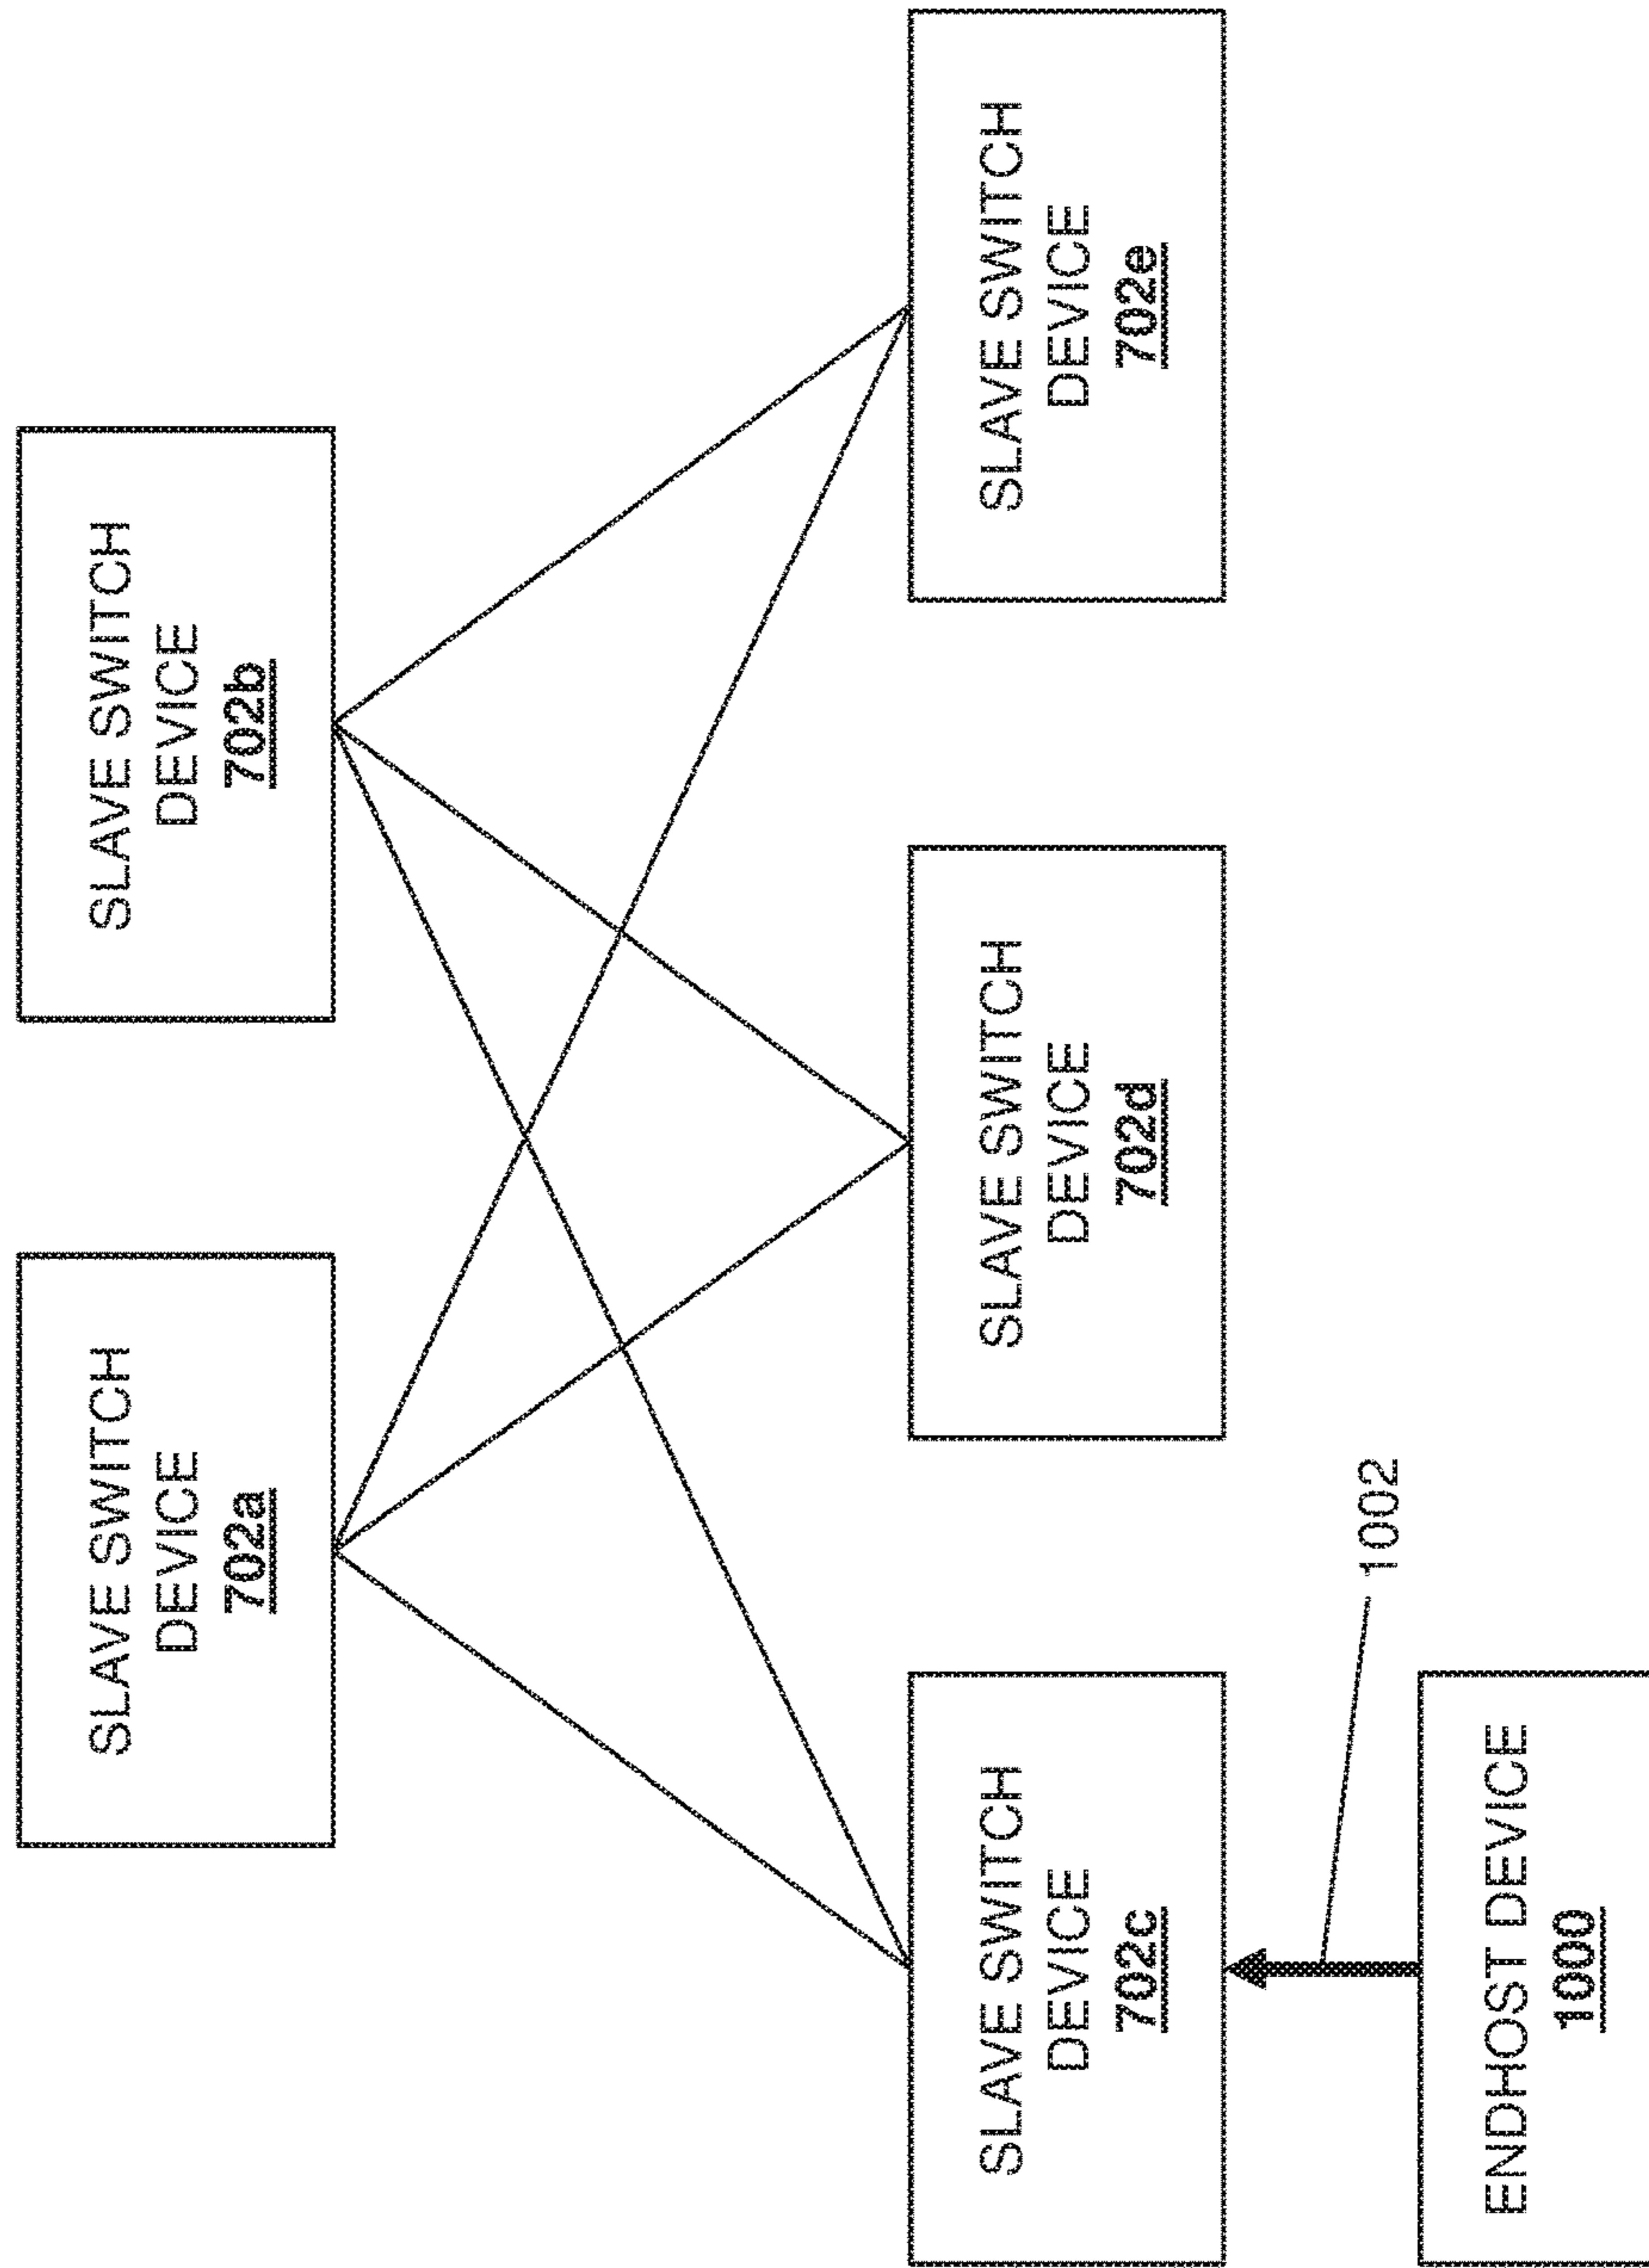 SLAVE SWITCH
DEVICE
702a
SLAVE SWITCH
DEVICE
702b
SLAVE SWITCH
DEVICE
702c
SLAVE SWITCH
DEVICE
702d
SLAVE SWITCH
DEVICE
702e
1002
ENDHOST DEVICE
1000